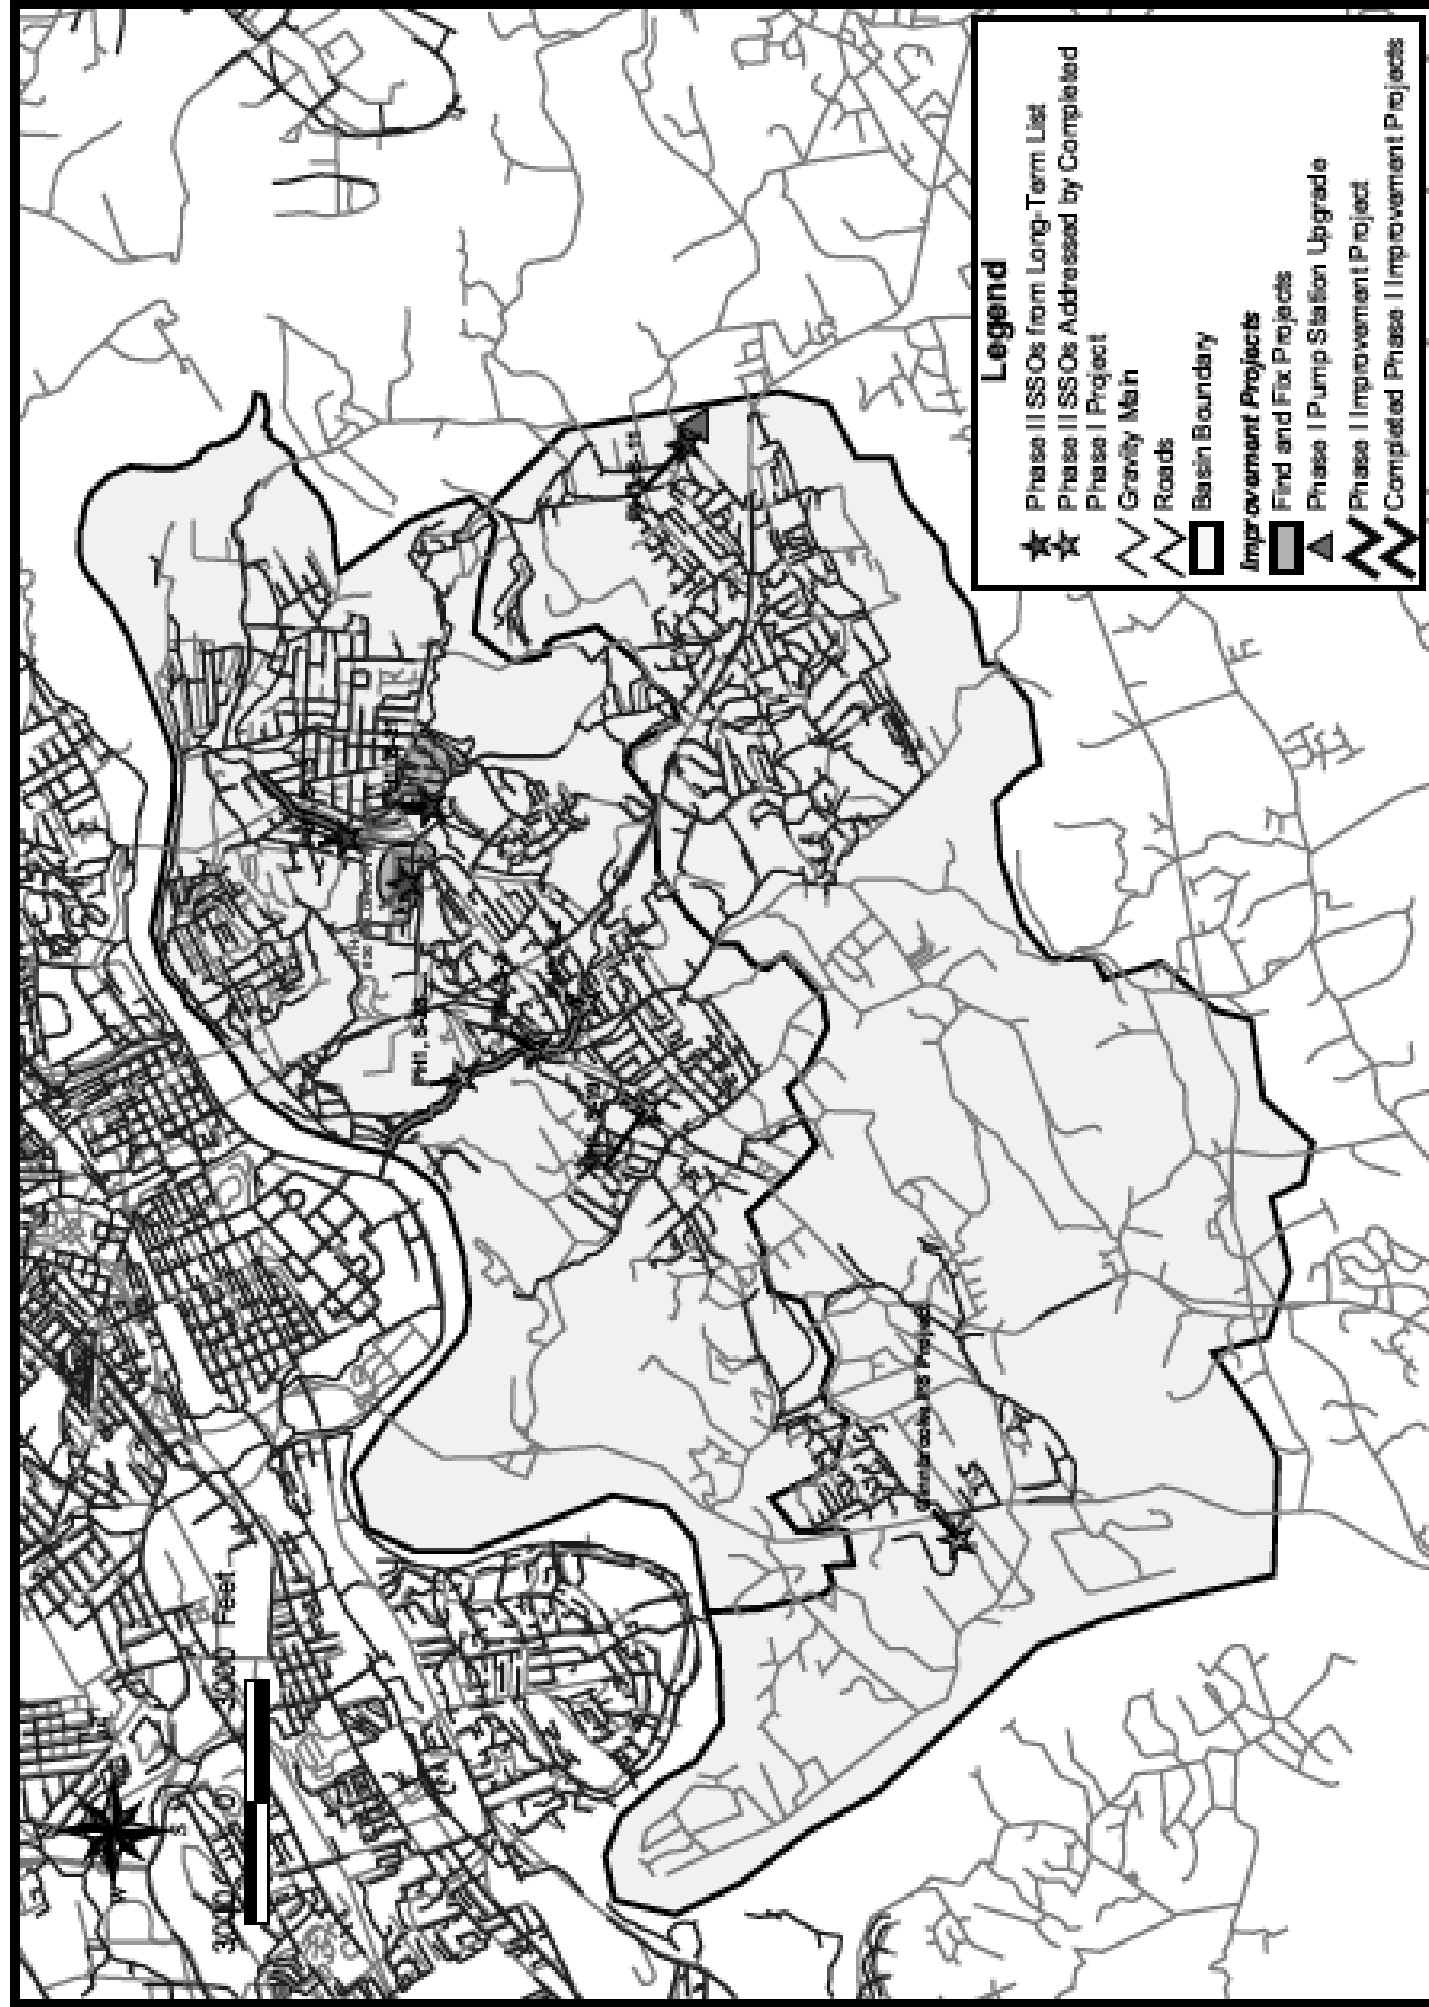 Legend
Phase II SSOs from Long-Term List
Phase II SSOs Addressed by Completed
Phase I Project
Gravity Main
Roads
Basin Boundary
Improvement Projects
Find and Fix Projects
Phase I Pump Station Upgrade
Phase I Improvement Project
Completed Phase I Improvement Projects
3000 0 3000 Feet
W
S